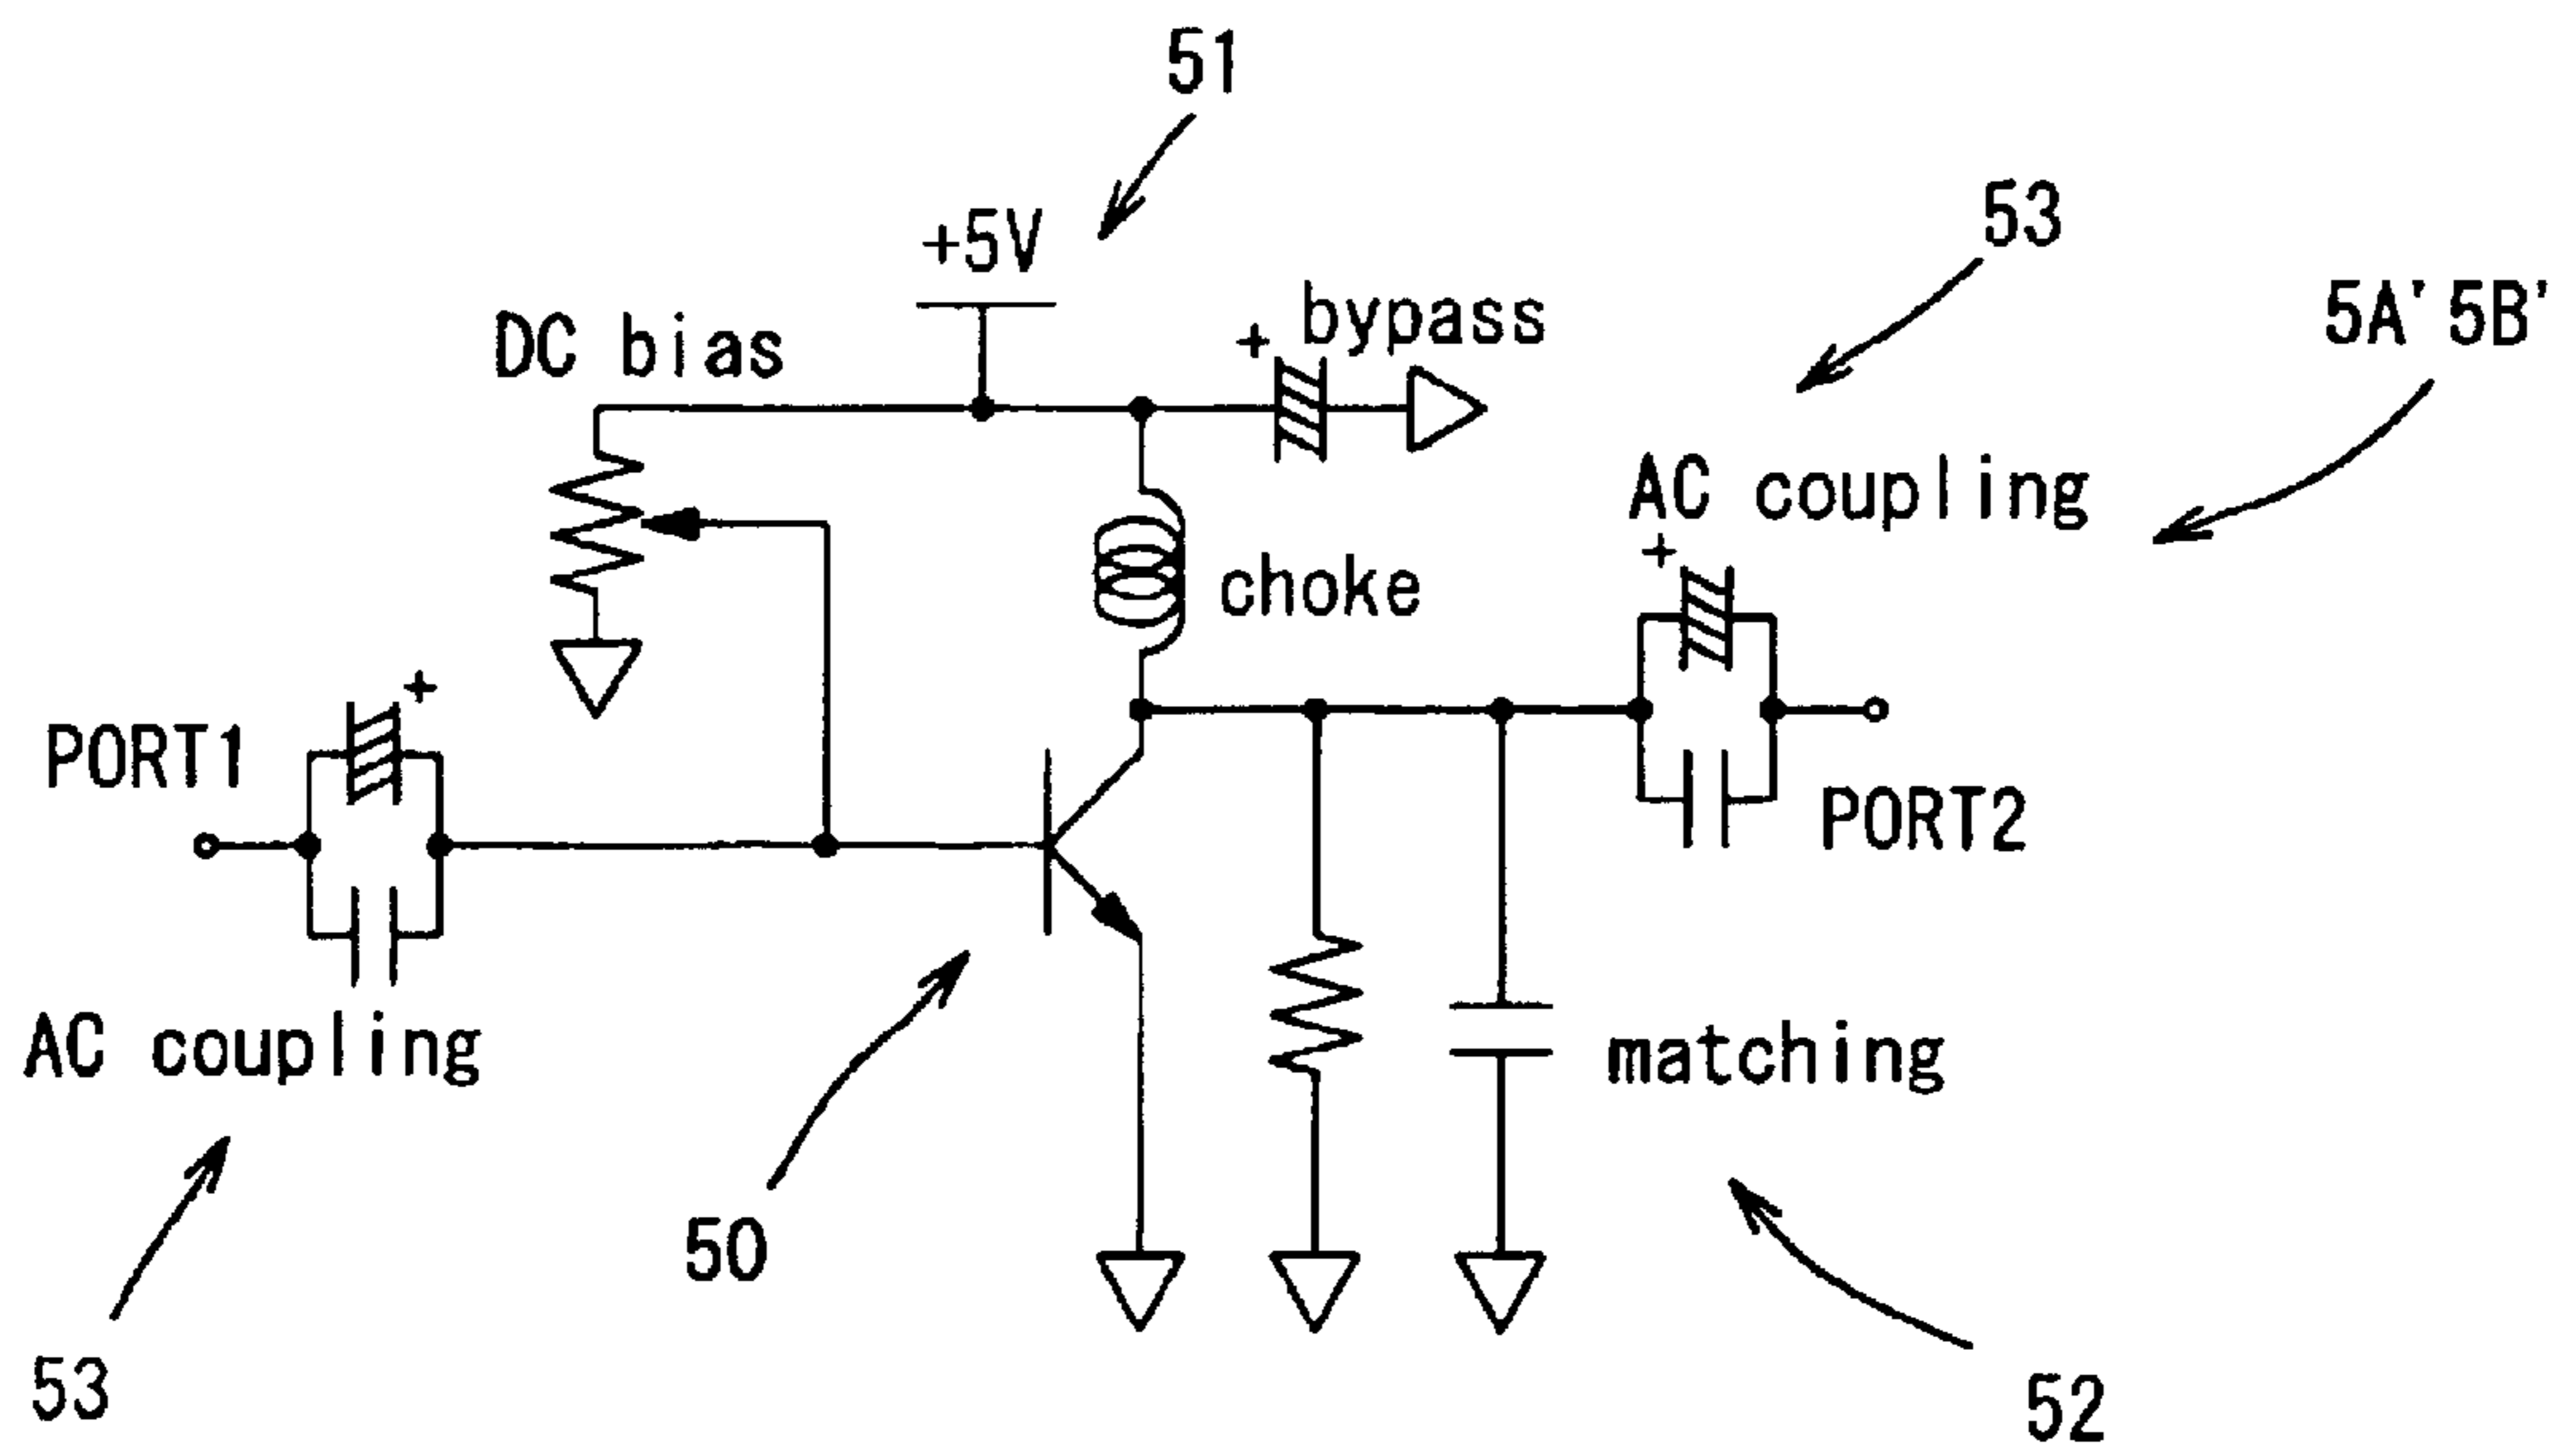 51
53
+5V
5A' 5B'
+ bypass
DC bias
AC coupling
+
choke
+
PORT1
PORT2
AC coupling
matching
50
53
52